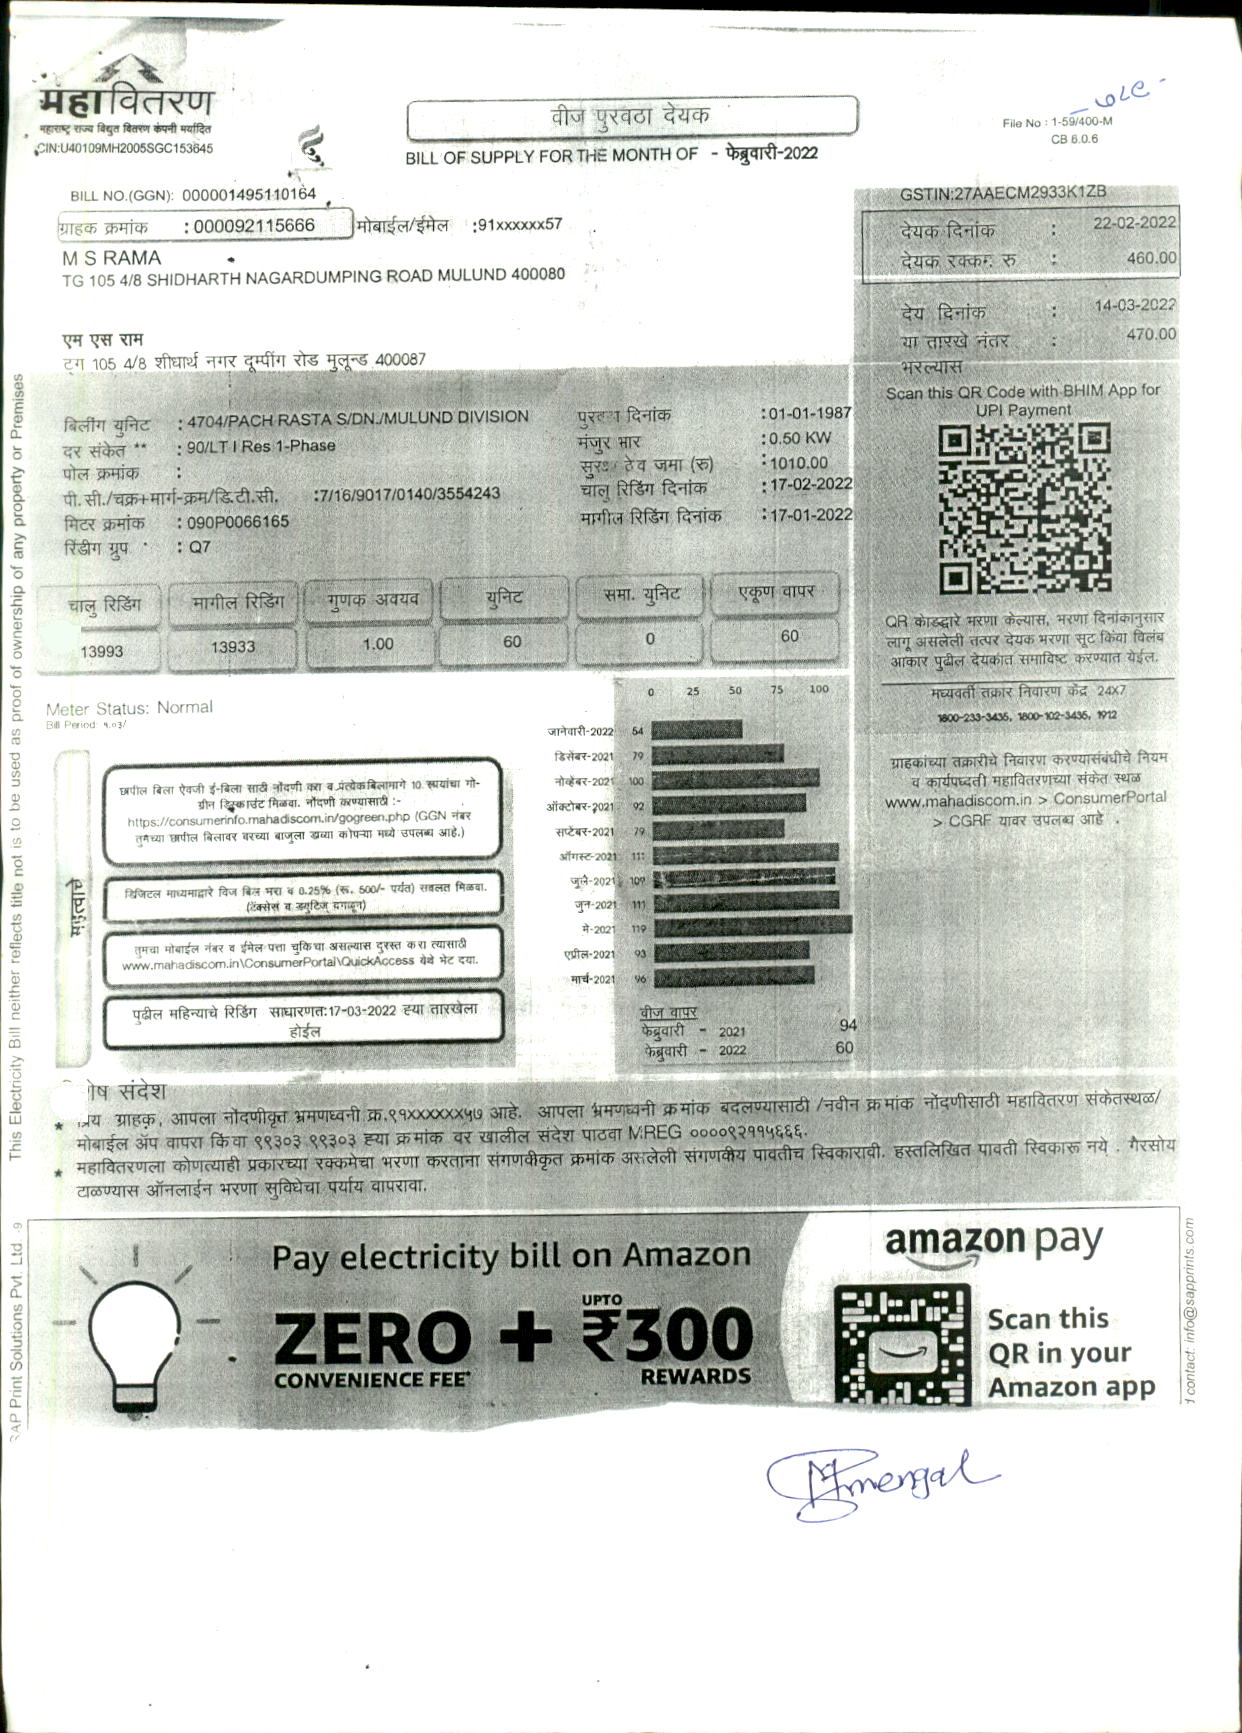 महावितरण
महाराष्ट्र राज्य विद्युत वितरण कंपनी मर्यादित
CIN:U40109MH2005SGC153645
वीज पुरवठा देयक
BILL OF SUPPLY FOR THE MONTH OF - फेब्रुवारी-2022
File No : 1-59/400-M
CB 6.0.6
BILL NO.(GGN): 000001495110164
ग्राहक क्रमांक :000092115666 मोबाईल/ईमेल :91xxxxxx57
M S RAMA
TG 105 4/8 SHIDHARTH NAGARDUMPING ROAD MULUND 400080
एम एस राम
टग 105 4/8 शीधार्थ नगर दूम्पींग रोड मुलून्ड 400087
GSTIN:27AAECM2933K1ZB
देयक दिनांक : 22-02-2022
देयक रक्कम रु : 460.00
देय दिनांक : 14-03-2022
या तारखे नंतर : 470.00
भरल्यास
Scan this QR Code with BHIM App for
UPI Payment
बिलींग युनिट : 4704/PACH RASTA S/DN./MULUND DIVISION
दर संकेत ** : 90/LT I Res 1-Phase
पोल क्रमांक :
पी.सी./चक्र+मार्ग-क्रम/डि.टी.सी. :7/16/9017/0140/3554243
मिटर क्रमांक : 090P0066165
रिडींग ग्रुप : Q7
दिनांक :01-01-1987
मंजुर भार :0.50 KW
ठेव जमा (रु) :1010.00
चालु रिडिंग दिनांक :17-02-2022
मागील रिडिंग दिनांक :17-01-2022
चालु रिडिंग मागील रिडिंग गुणक अवयव युनिट समा. युनिट एकूण वापर
13993 13933 1.00 60 0 60
QR कोडद्वारे भरणा केल्यास, भरणा दिनांकानुसार
लागू असलेली तत्पर देयक भरणा सूट किंवा विलंब
आकार पुढील देयकात समाविष्ट करण्यात येईल.
मध्यवर्ती तक्रार निवारण केंद्र 24X7
1800-233-3435, 1800-102-3435, 1912
ग्राहकांच्या तक्रारीचे निवारण करण्यासंबंधीचे नियम
व कार्यपध्दती महावितरणच्या संकेत स्थळ
www.mahadiscom.in > ConsumerPortal
> CGRF यावर उपलब्ध आहे .
Meter Status: Normal
Bill Period: १.०३/
महत्वाचे
छापील बिला ऐवजी ई-बिला साठी नोंदणी करा व प्रत्येकबिलामागे 10 रुपयांचा गो-
ग्रीन डिस्काउंट मिळवा. नोंदणी करण्यासाठी :-
https://consumerinfo.mahadiscom.in/gogreen.php (GGN नंबर
तुमच्या छापील बिलावर वरच्या बाजुला डाव्या कोपऱ्या मध्ये उपलब्ध आहे.)
डिजिटल माध्यमाद्वारे विज बिल भरा व 0.25% (रू. 500/- पर्यंत) सवलत मिळवा.
(टॅक्सेस व ड्युटिज् वगळून)
तुमचा मोबाईल नंबर व ईमेल पत्ता चुकिचा असल्यास दुरस्त करा त्यासाठी
www.mahadiscom.in\ConsumerPortal\QuickAccess येथे भेट दया.
पुढील महिन्याचे रिडिंग साधारणत:17-03-2022 ह्या तारखेला
होईल
0 25 50 75 100
जानेवारी-2022 54
डिसेंबर-2021 79
नोव्हेंबर-2021 100
ऑक्टोबर-2021 92
सप्टेंबर-2021 79
ऑगस्ट-2021 111
जुलै-2021 109
जुन-2021 111
मे-2021 119
एप्रील-2021 93
मार्च-2021 96
वीज वापर
फेब्रुवारी - 2021 94
फेब्रुवारी - 2022 60
संदेश
* ग्राहक, आपला नोंदणीकृत भ्रमणध्वनी क्र.९१XXXXXX५७ आहे. आपला भ्रमणध्वनी क्रमांक बदलण्यासाठी /नवीन क्रमांक नोंदणीसाठी महावितरण संकेतस्थळ/
मोबाईल ॲप वापरा किंवा ९९३०३ ९९३०३ ह्या क्रमांक वर खालील संदेश पाठवा MREG ००००९२११५६६६.
* महावितरणला कोणत्याही प्रकारच्या रक्कमेचा भरणा करताना संगणकीकृत क्रमांक असलेली संगणकीय पावतीच स्विकारावी. हस्तलिखित पावती स्विकारू नये . गैरसोय
टाळण्यास ऑनलाईन भरणा सुविधेचा पर्याय वापरावा.
This Electricity Bill neither reflects title not is to be used as proof of ownership of any property or Premises
Print Solutions Pvt. Ltd
Pay electricity bill on Amazon
ZERO + UPTO ₹300
CONVENIENCE FEE* REWARDS
amazon pay
Scan this
QR in your
Amazon app
contact: info@sapprints.com